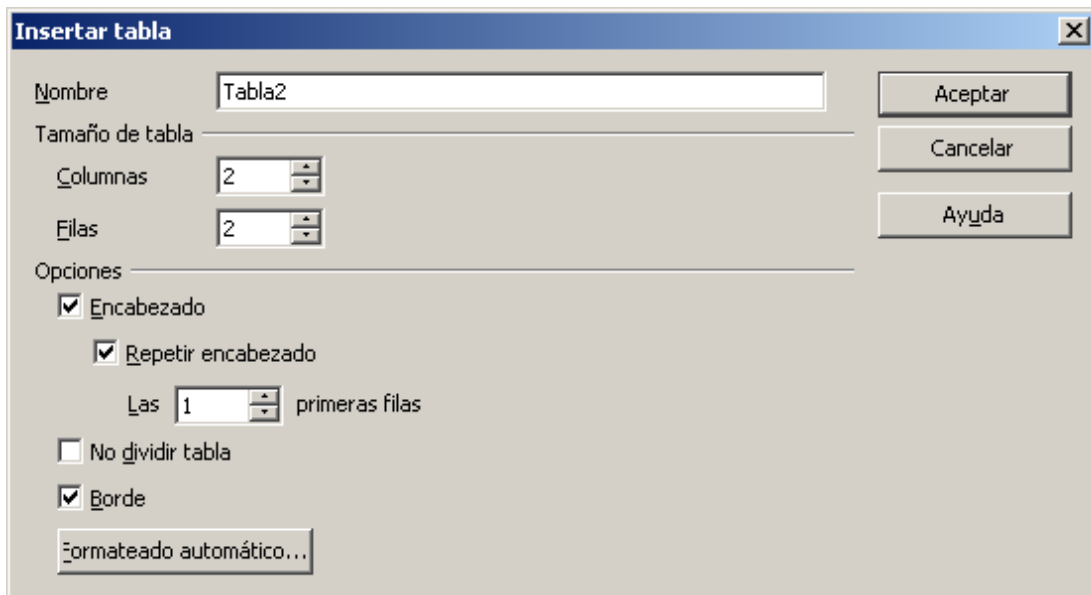 Insertar tabla
Nombre Tabla2 Aceptar
Tamaño de tabla
Cancelar
Columnas 2
Filas 2 Ayuda
Opciones
Encabezado
Repetir encabezado
Las 1 primeras filas
No dividir tabla
Borde
Formateado automático...